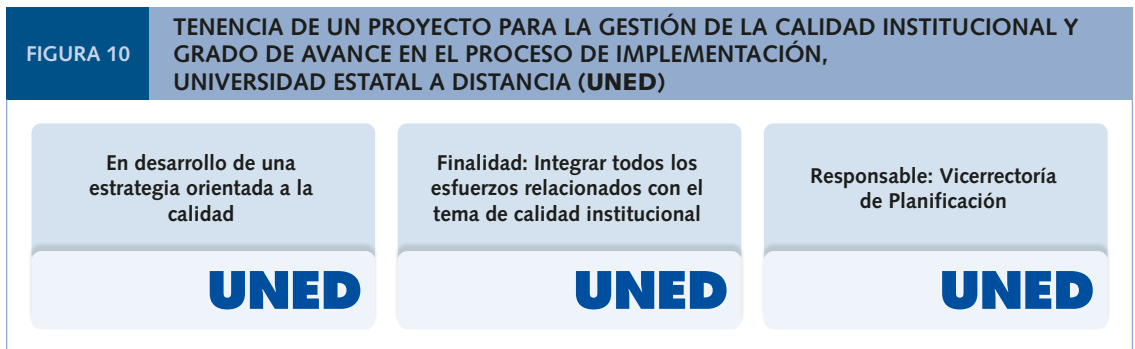 FIGURA 10
TENENCIA DE UN PROYECTO PARA LA GESTIÓN DE LA CALIDAD INSTITUCIONAL Y
GRADO DE AVANCE EN EL PROCESO DE IMPLEMENTACIÓN,
UNIVERSIDAD ESTATAL A DISTANCIA (UNED)
En desarrollo de una
estrategia orientada a la
calidad
UNED
Finalidad: Integrar todos los
esfuerzos relacionados con el
tema de calidad institucional
UNED
Responsable: Vicerrectoría
de Planificación
UNED